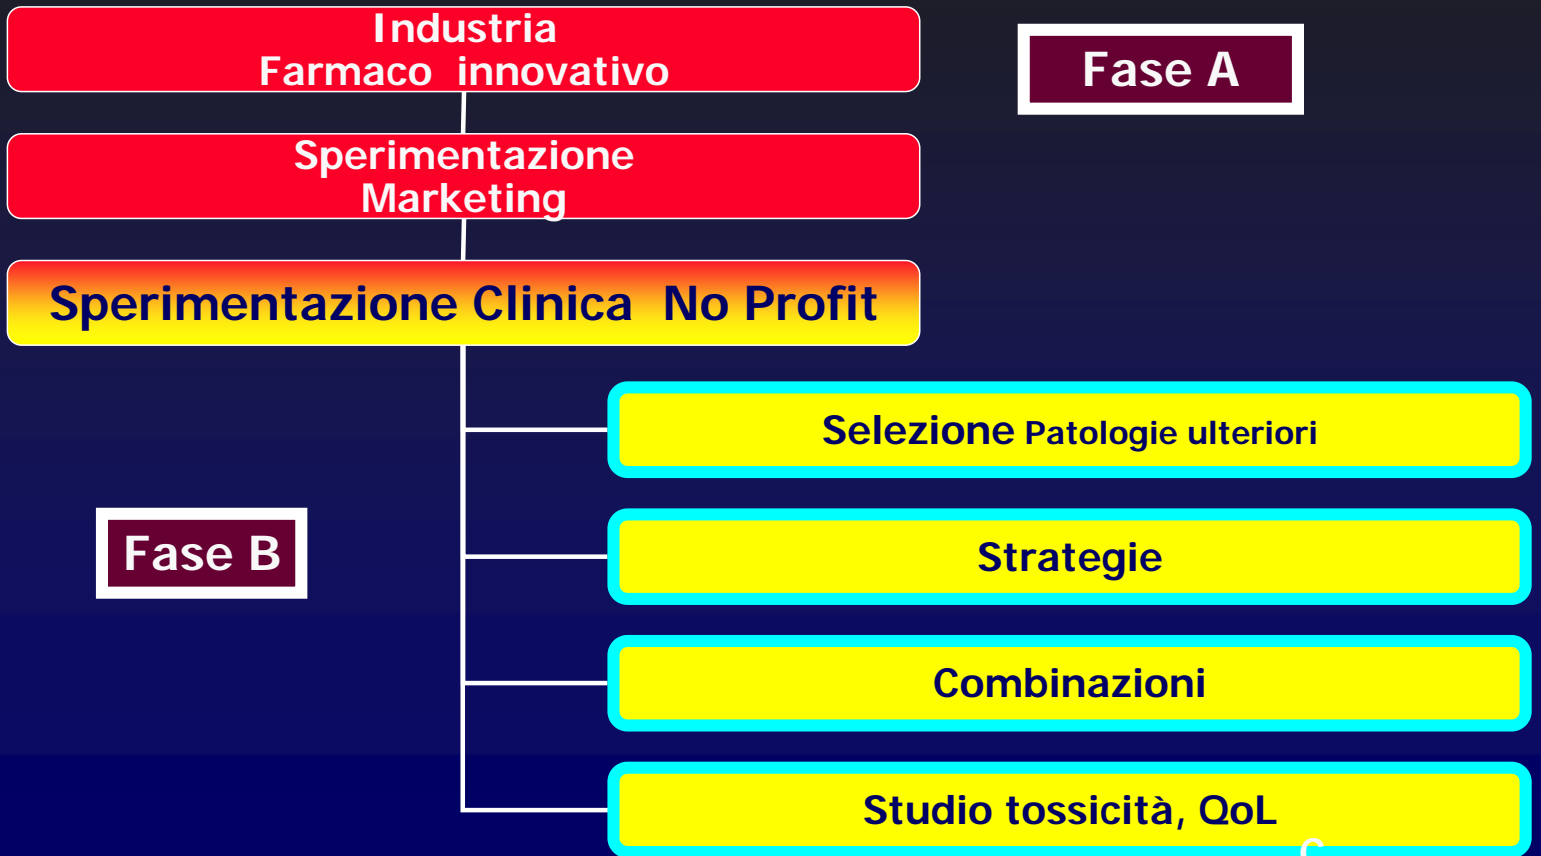 Industria
Farmaco innovativo
Fase A
Sperimentazione
Marketing
Sperimentazione Clinica No Profit
Selezione Patologie ulteriori
Fase B
Strategie
Combinazioni
Studio tossicità, QoL